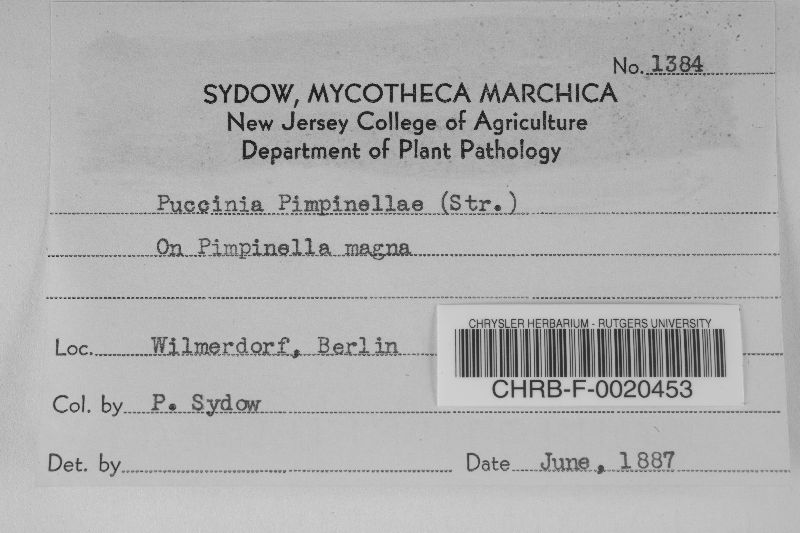 No. 1384
SYDOW, MYCOTHECA MARCHICA
New Jersey College of Agriculture
Department of Plant Pathology
Puccinia Pimpinellae (Str.)
On Pimpinella magna
Loc. Wilmerdorf, Berlin
CHRYSLER HERBARIUM - RUTGERS UNIVERSITY
CHRB-F-0020453
Col. by P. Sydow
Det. by Date June, 1887